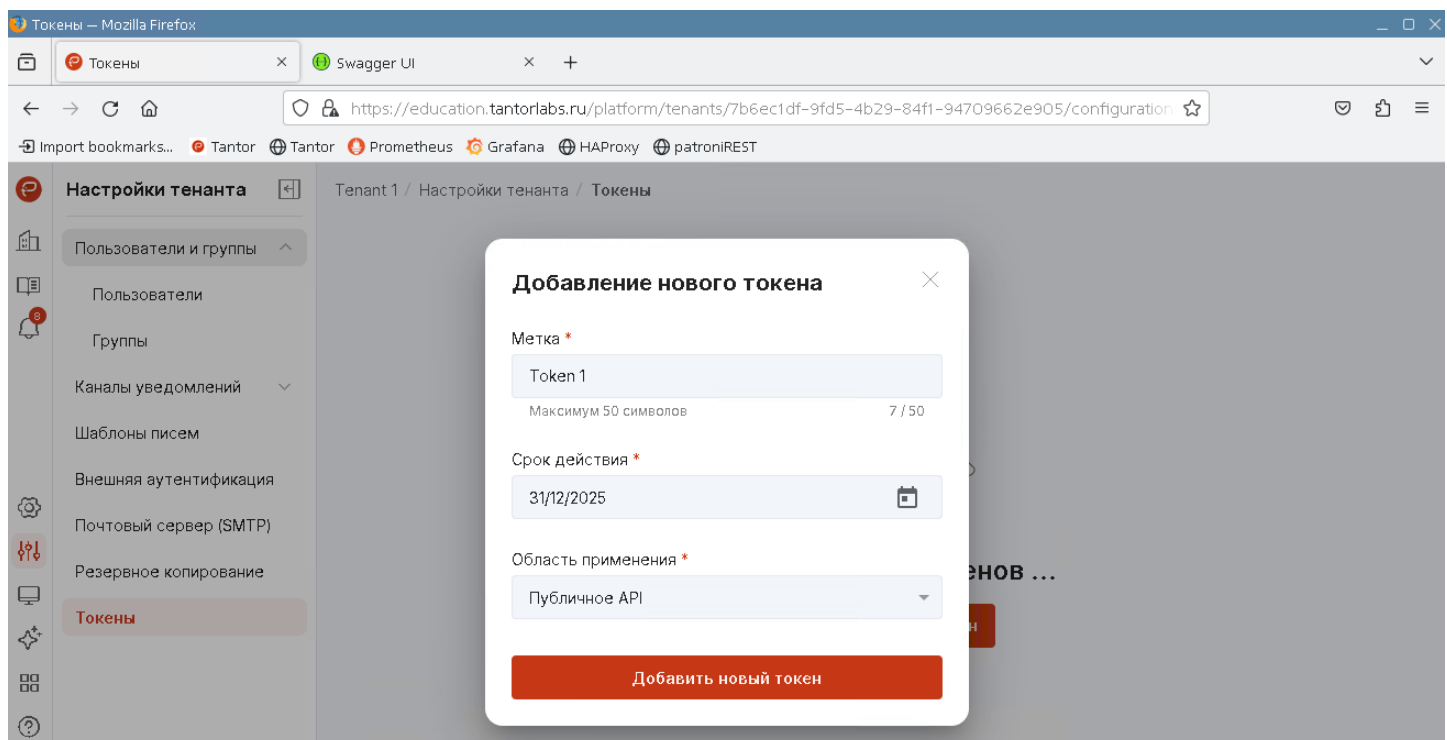 Токены — Mozilla Firefox
Токены
Swagger UI
https://education.tantorlabs.ru/platform/tenants/7b6ec1df-9fd5-4b29-84f1-94709662e905/configuration
Import bookmarks...
Tantor
Tantor
Prometheus
Grafana
HAProxy
patroniREST
Настройки тенанта
Tenant 1 / Настройки тенанта / Токены
8
Пользователи и группы
Пользователи
Группы
Каналы уведомлений
Шаблоны писем
Внешняя аутентификация
Почтовый сервер (SMTP)
Резервное копирование
Токены
Добавление нового токена
Метка *
Token 1
Максимум 50 символов
7 / 50
Срок действия *
31/12/2025
Область применения *
Публичное API
Добавить новый токен
енов ...
н